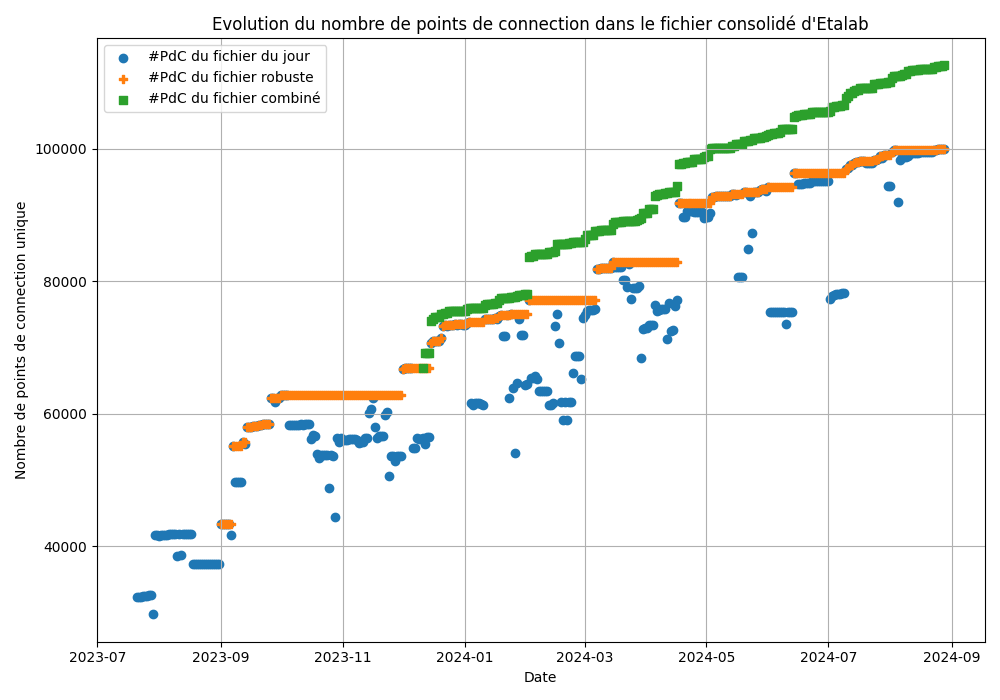 Evolution du nombre de points de connection dans le fichier consolidé d'Etalab
#PdC du fichier du jour
#PdC du fichier robuste
#PdC du fichier combiné
Nombre de points de connection unique
100000
80000
60000
40000
2023-07 2023-09 2023-11 2024-01 2024-03 2024-05 2024-07 2024-09
Date